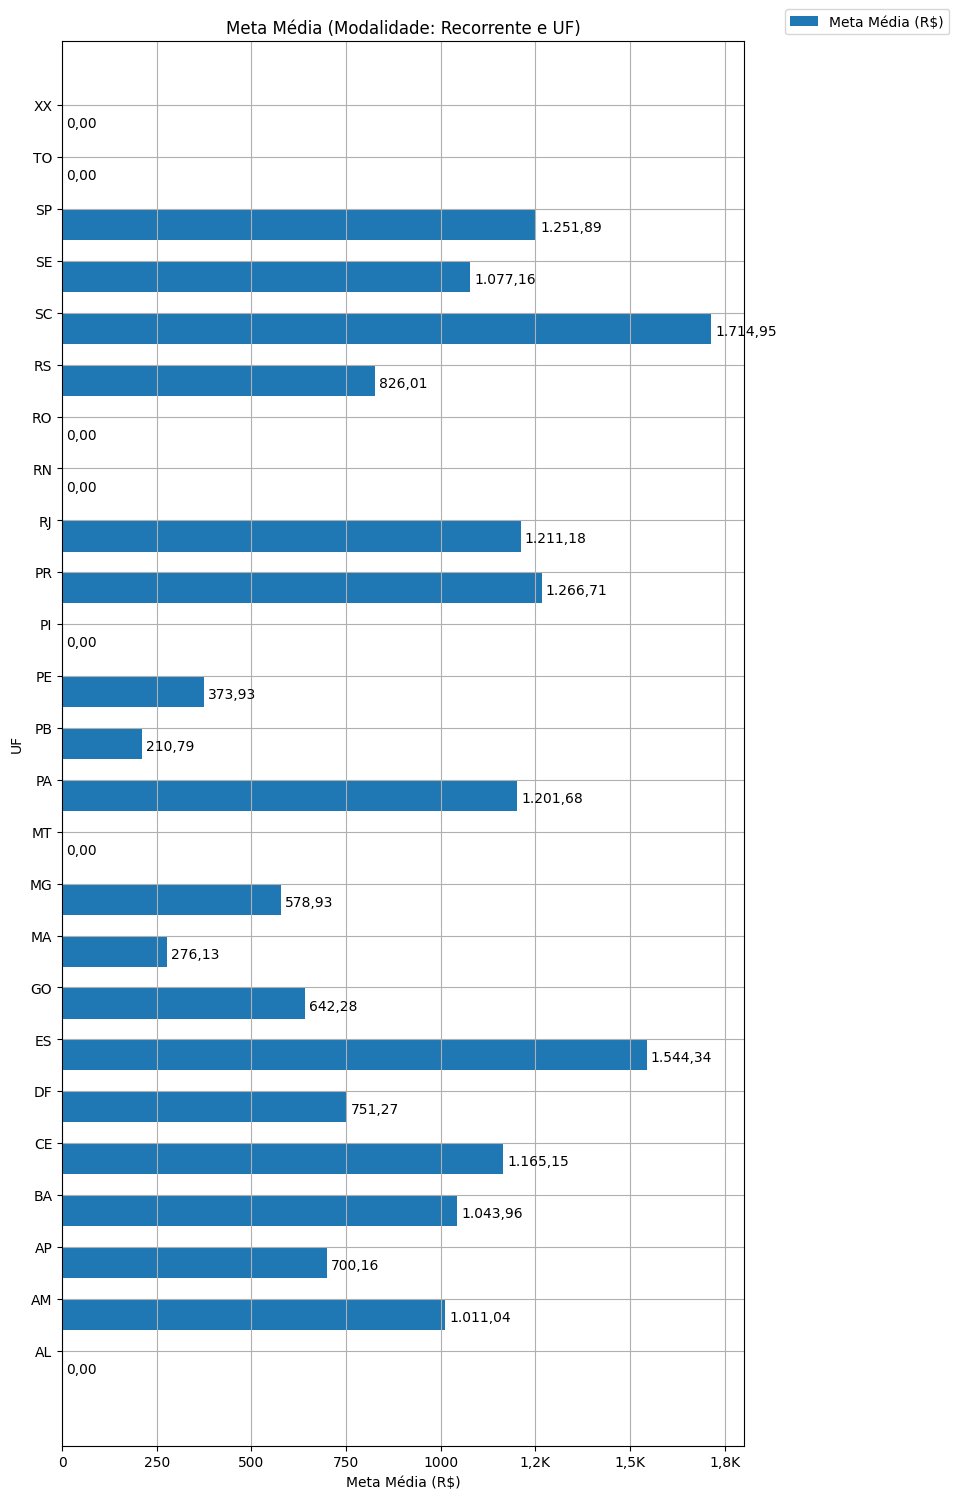 Meta Média (Modalidade: Recorrente e UF)
Meta Média (R$)
XX
0,00
TO
0,00
SP
1.251,89
SE
1.077,16
SC
1.714,95
RS
826,01
RO
0,00
RN
0,00
RJ
1.211,18
PR
1.266,71
PI
0,00
PE
373,93
PB
210,79
UF
PA
1.201,68
MT
0,00
MG
578,93
MA
276,13
GO
642,28
ES
1.544,34
DF
751,27
CE
1.165,15
BA
1.043,96
AP
700,16
AM
1.011,04
AL
0,00
0 250 500 750 1000 1,2K 1,5K 1,8K
Meta Média (R$)